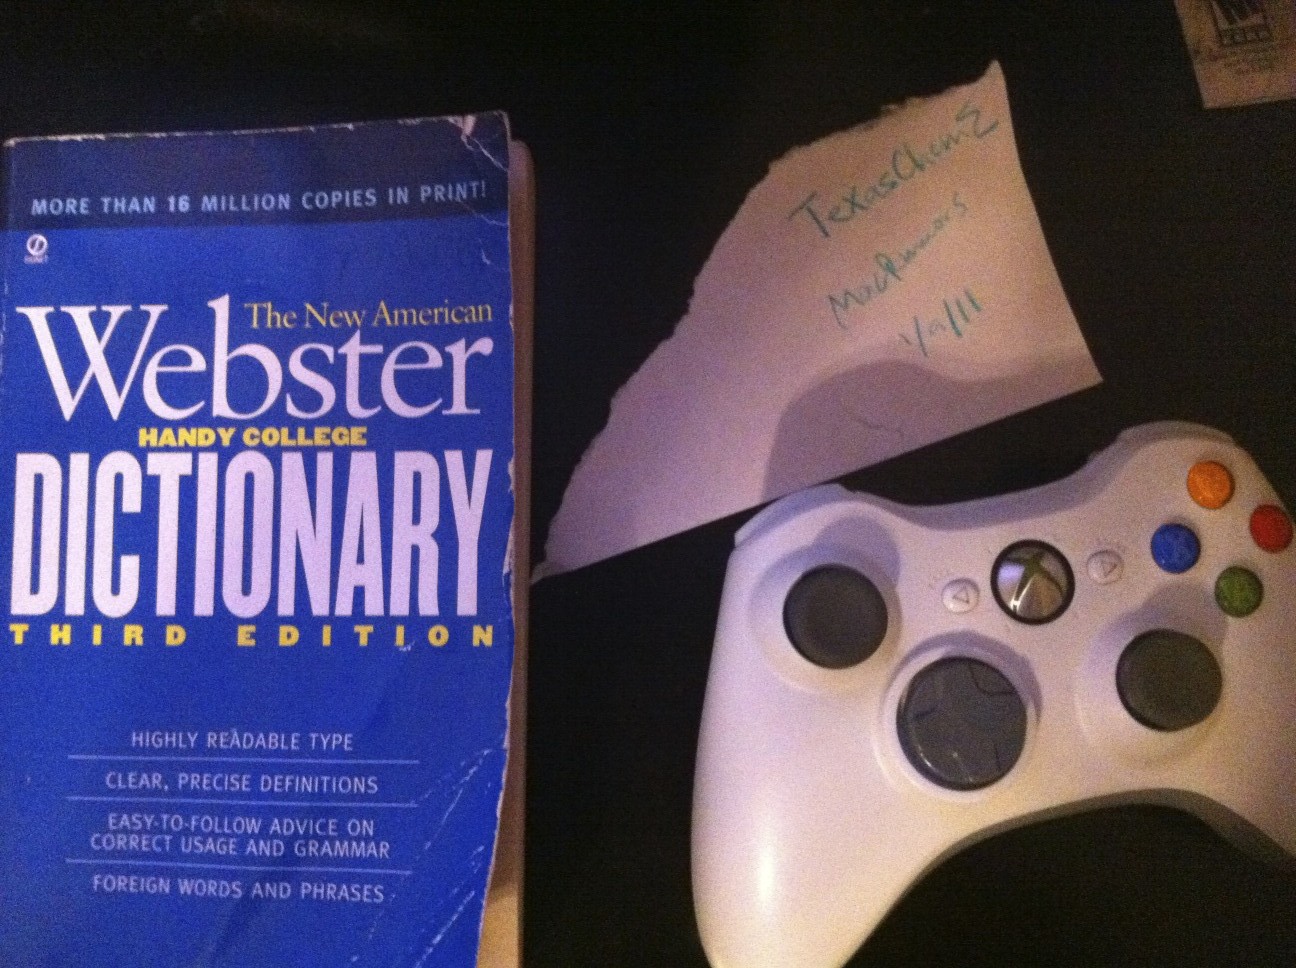 MORE THAN 16 MILLION COPIES IN PRINT!
The New American
Webster
HANDY COLLEGE
DICTIONARY
THIRD EDITION
HIGHLY READABLE TYPE
CLEAR, PRECISE DEFINITIONS
EASY-TO-FOLLOW ADVICE ON
CORRECT USAGE AND GRAMMAR
FOREIGN WORDS AND PHRASES
TexasChemE
MacRumors
X